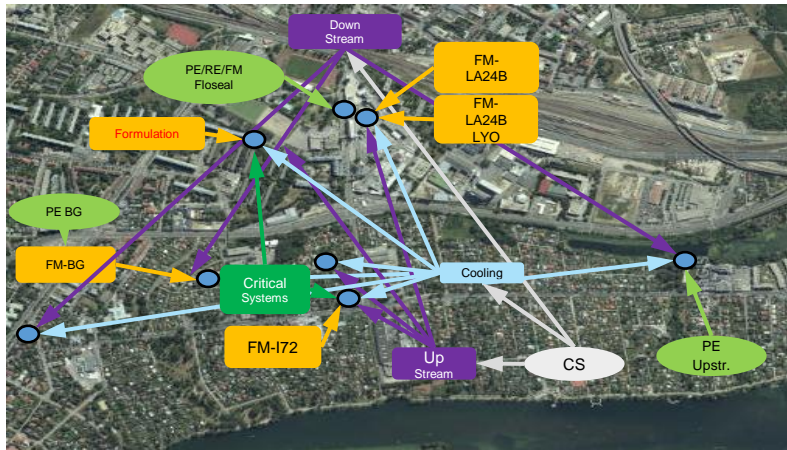 Down
Stream
PE/RE/FM
Floseal
FM-
LA24B
FM-
LA24B
LYO
Formulation
PE BG
FM-BG
Critical
Systems
Cooling
FM-I72
Up
Stream
CS
PE
Upstr.